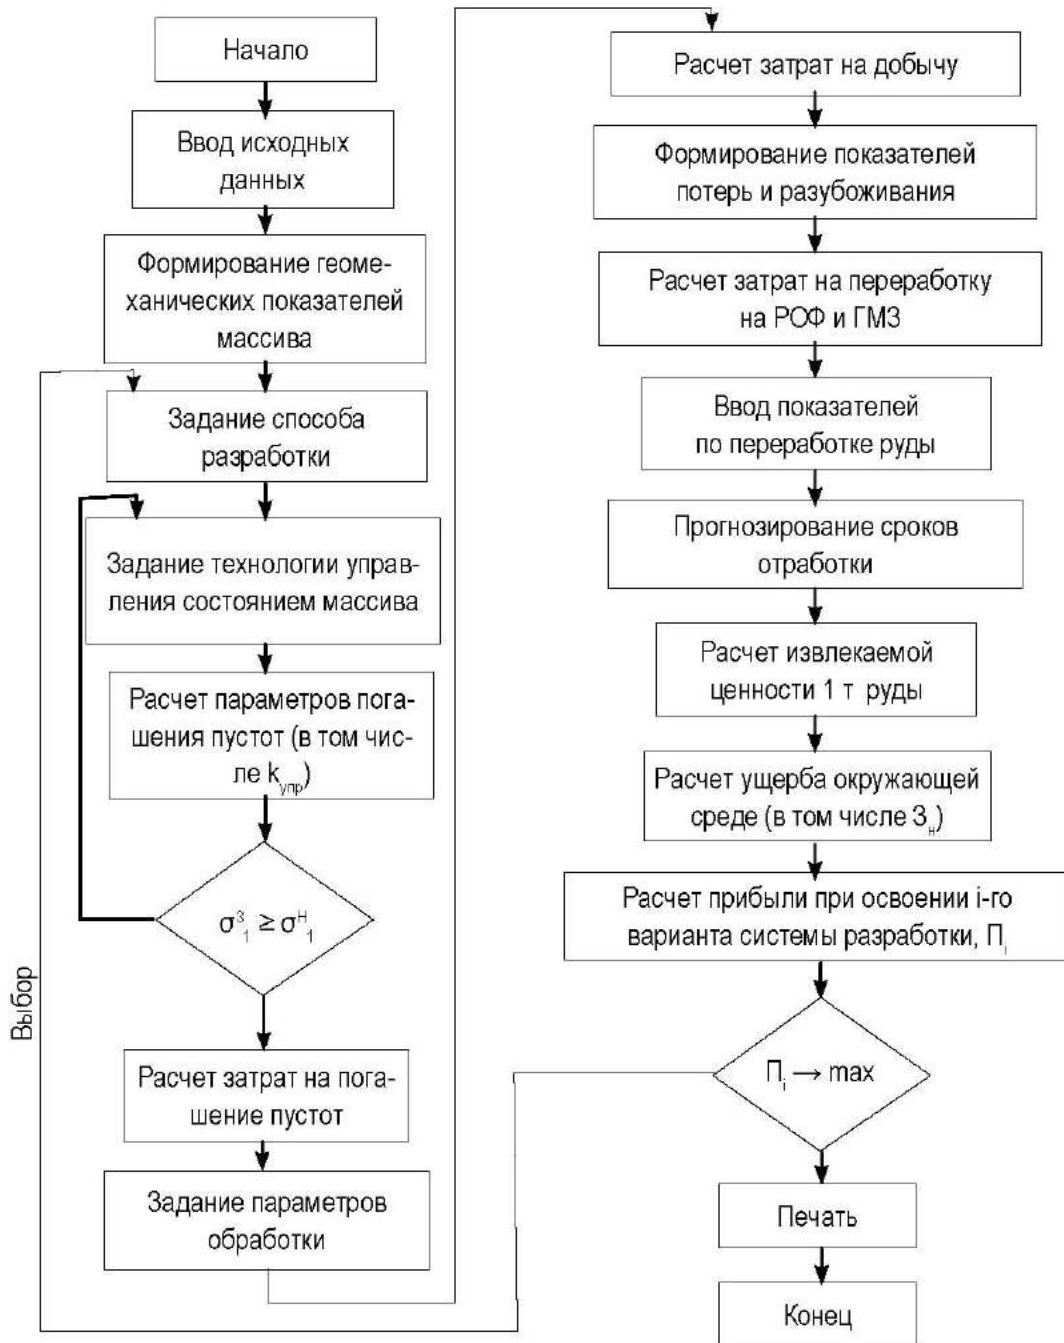 Начало
Ввод исходных
данных
Формирование геоме-
ханических показателей
массива
Задание способа
разработки
Задание технологии управ-
ления состоянием массива
Расчет параметров пога-
шения пустот (в том чис-
ле kупр)
σ³₁ ≥ σᴴ₁
Выбор
Расчет затрат на пога-
шение пустот
Задание параметров
обработки
Расчет затрат на добычу
Формирование показателей
потерь и разубоживания
Расчет затрат на переработку
на РОФ и ГМЗ
Ввод показателей
по переработке руды
Прогнозирование сроков
отработки
Расчет извлекаемой
ценности 1 т руды
Расчет ущерба окружающей
среде (в том числе Зн)
Расчет прибыли при освоении i-го
варианта системы разработки, Пi
Пi → max
Печать
Конец